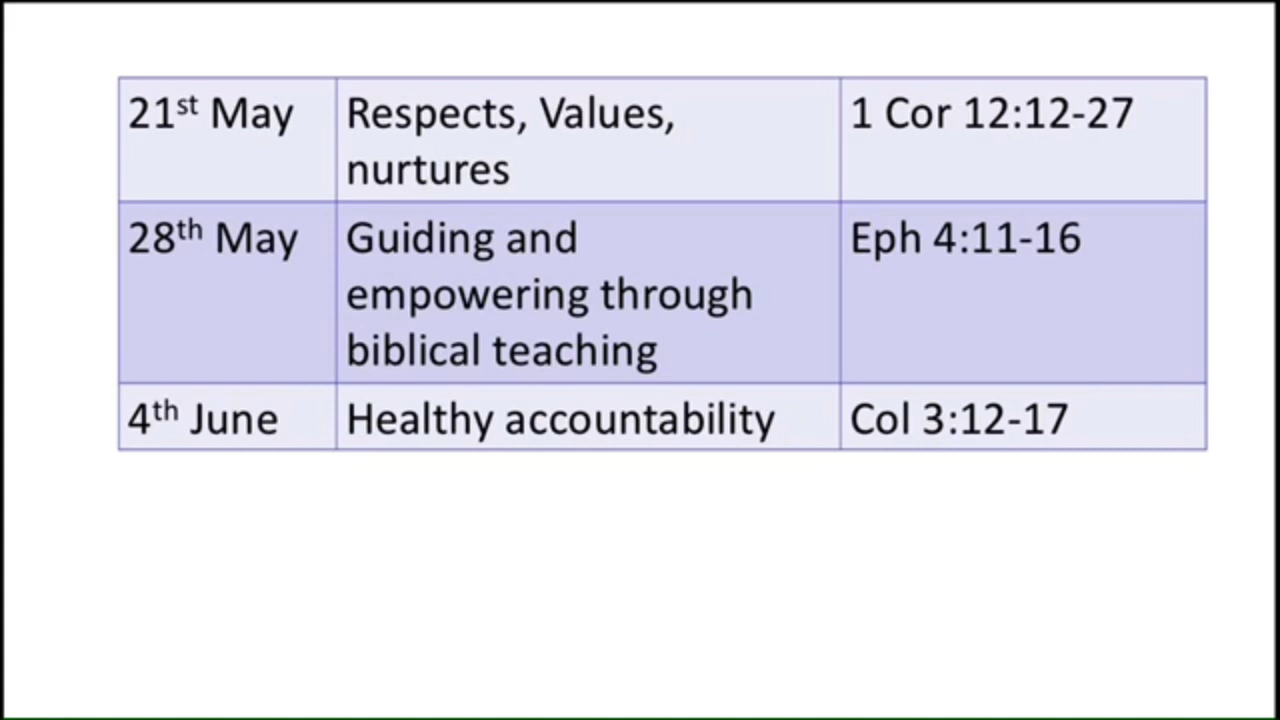 21st May Respects, Values, 1 Cor 12:12-27
nurtures
28th May Guiding and Eph 4:11-16
empowering through
biblical teaching
4th June Healthy accountability Col 3:12-17